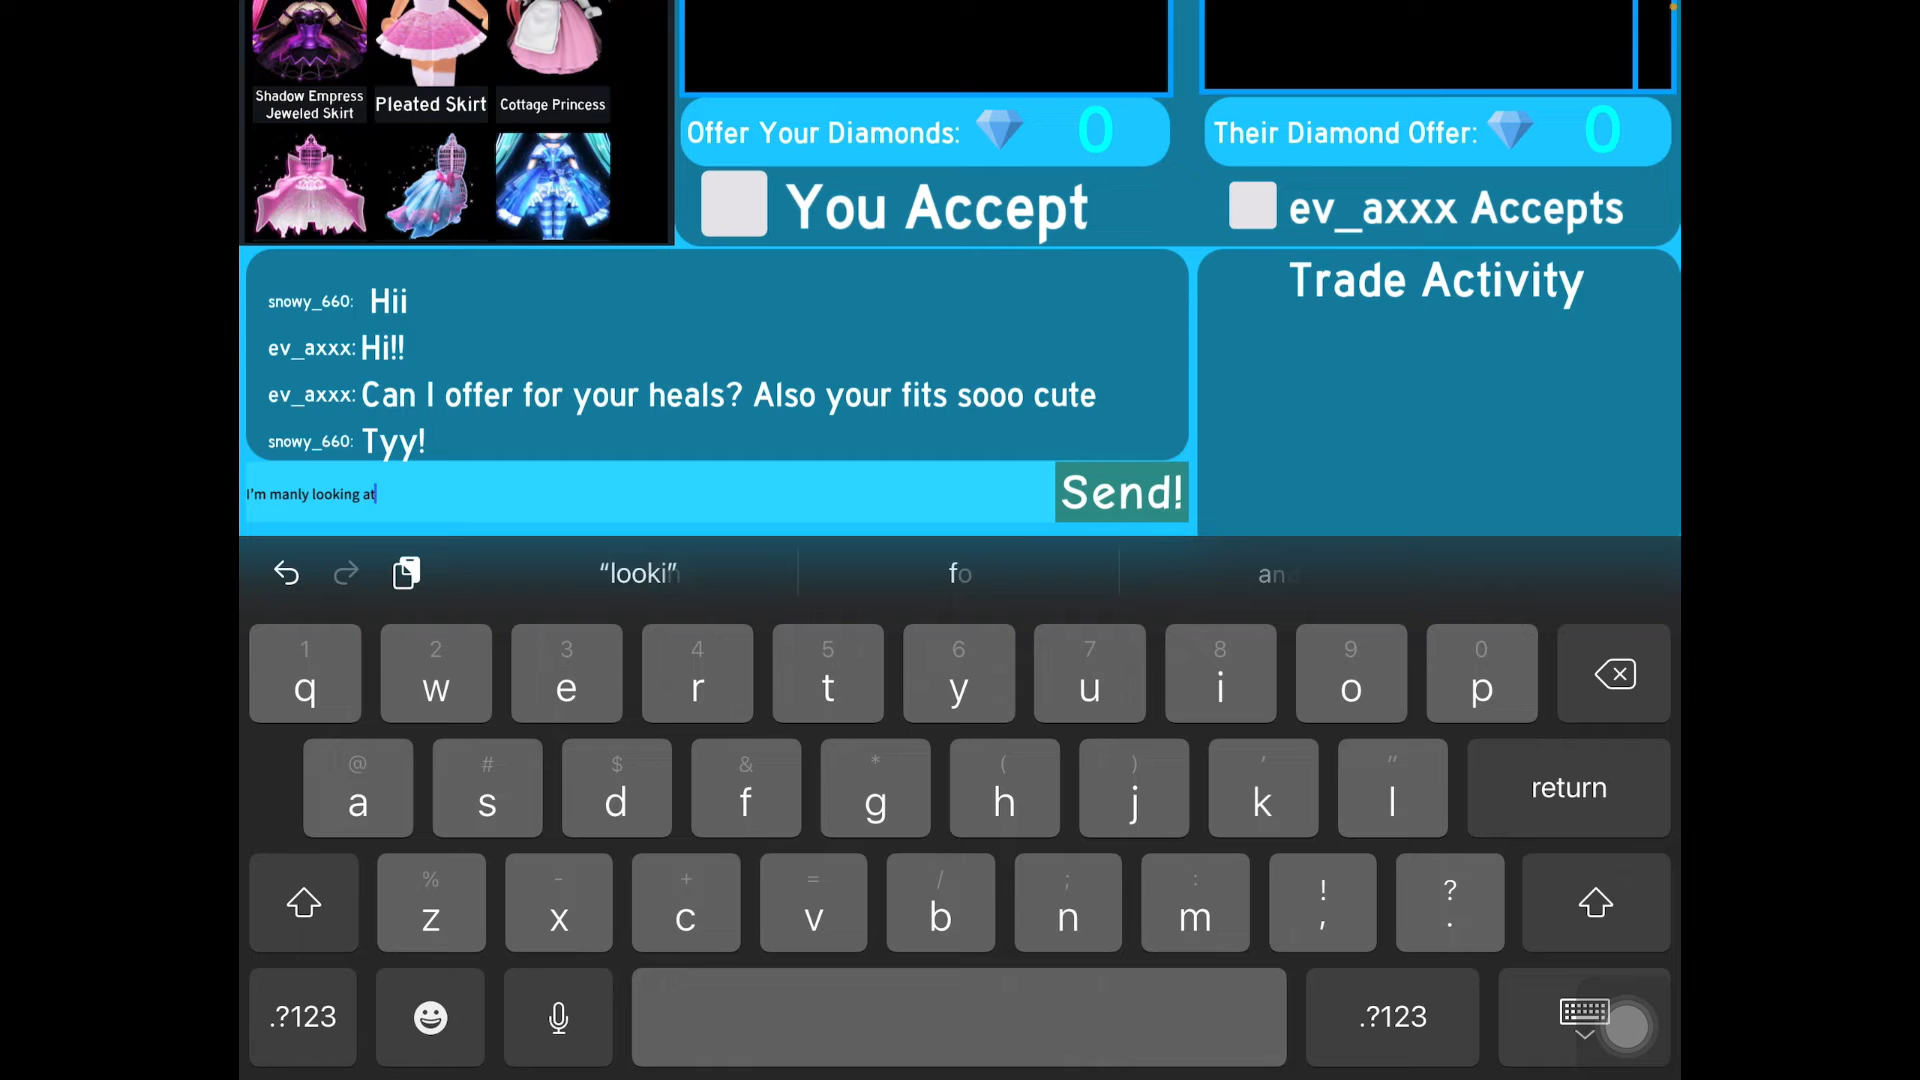 Shadow Empress
Jeweled Skirt
Pleated Skirt
Cottage Princess
Offer Your Diamonds: 0
Their Diamond Offer: 0
You Accept
ev_axxx Accepts
snowy_660: Hii
ev_axxx: Hi!!
ev_axxx: Can I offer for your heals? Also your fits sooo cute
snowy_660: Tyy!
Trade Activity
I'm manly looking at
Send!
“looki”
fo
an
1 2 3 4 5 6 7 8 9 0
q w e r t y u i o p
@ # $ & * ( ) ' "
a s d f g h j k l return
% - + = / ; : ! ?
z x c v b n m , .
.?123 .?123